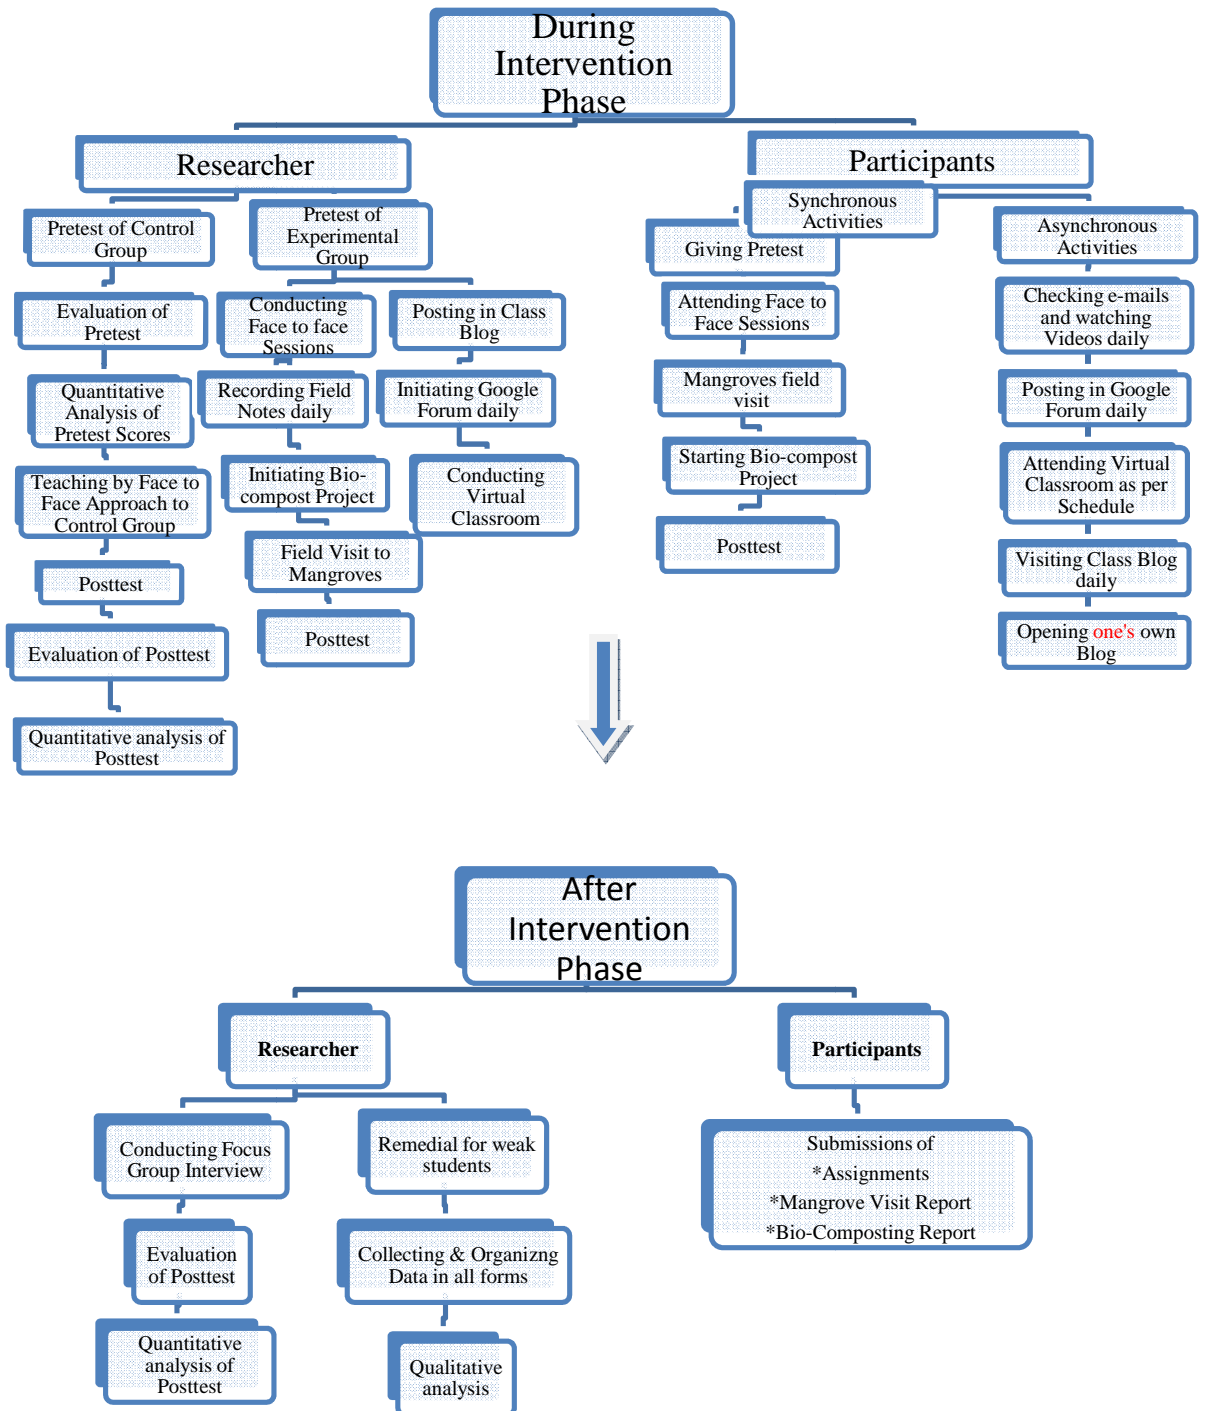 During
Intervention
Phase
Researcher
Participants
Pretest of Control
Group
Pretest of
Experimental
Group
Synchronous
Activities
Giving Pretest
Asynchronous
Activities
Evaluation of
Pretest
Conducting
Face to face
Sessions
Posting in Class
Blog
Attending Face to
Face Sessions
Checking e-mails
and watching
Videos daily
Quantitative
Analysis of
Pretest Scores
Recording Field
Notes daily
Initiating Google
Forum daily
Mangroves field
visit
Posting in Google
Forum daily
Teaching by Face to
Face Approach to
Control Group
Initiating Bio-
compost Project
Conducting
Virtual
Classroom
Starting Bio-compost
Project
Attending Virtual
Classroom as per
Schedule
Posttest
Field Visit to
Mangroves
Posttest
Visiting Class Blog
daily
Evaluation of Posttest
Posttest
Opening one's own
Blog
Quantitative analysis of
Posttest
After
Intervention
Phase
Researcher
Participants
Conducting Focus
Group Interview
Remedial for weak
students
Submissions of
*Assignments
*Mangrove Visit Report
*Bio-Composting Report
Evaluation
of Posttest
Collecting & Organizng
Data in all forms
Quantitative
analysis of
Posttest
Qualitative
analysis